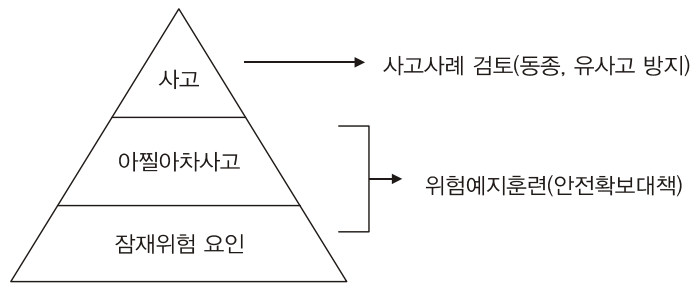 사고
사고사례 검토(동종, 유사고 방지)
아찔아차사고
위험예지훈련(안전확보대책)
잠재위험 요인